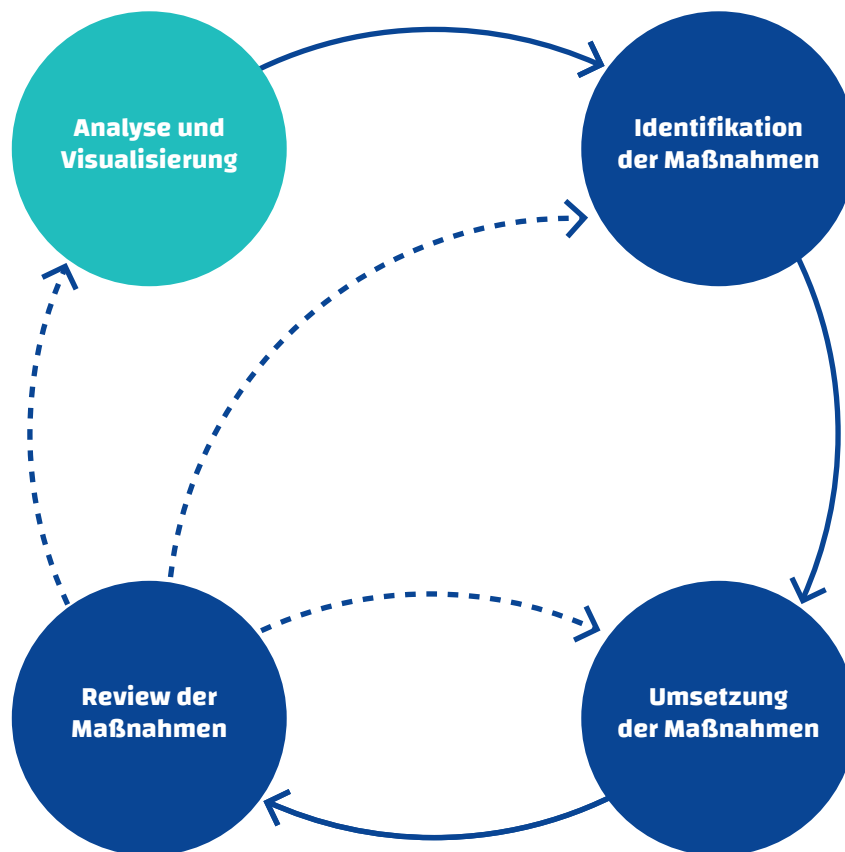 Analyse und
Visualisierung
Identifikation
der Maßnahmen
Review der
Maßnahmen
Umsetzung
der Maßnahmen